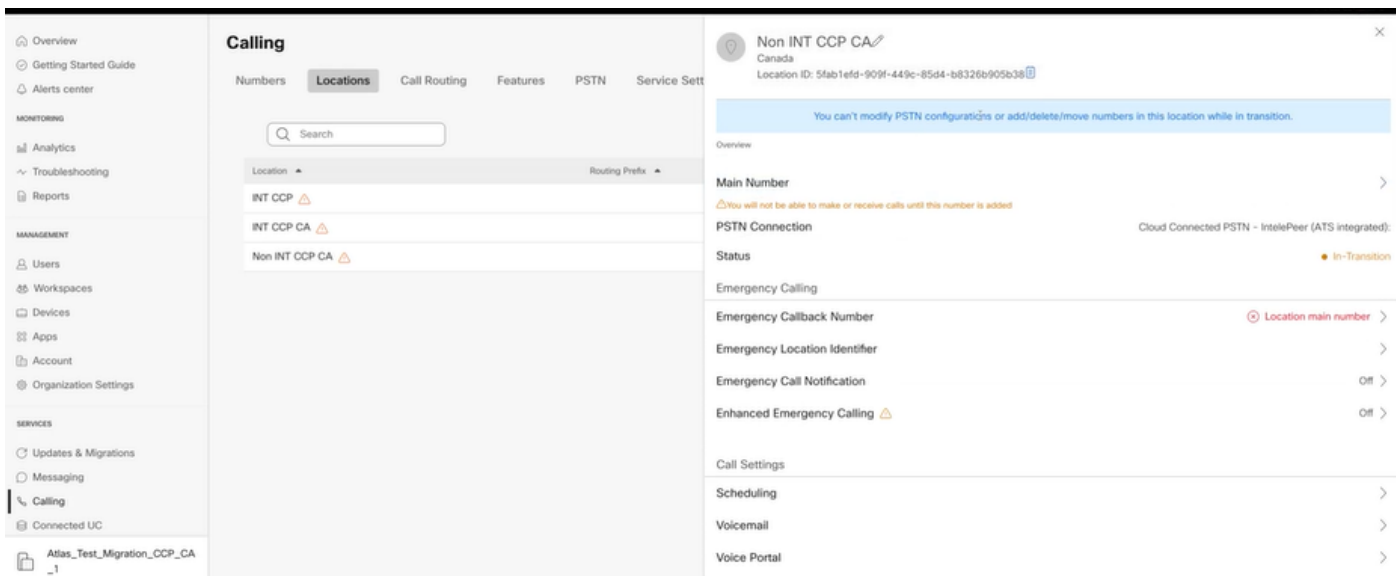 Overview
Getting Started Guide
Alerts center
MONITORING
Analytics
Troubleshooting
Reports
MANAGEMENT
Users
Workspaces
Devices
Apps
Account
Organization Settings
SERVICES
Updates & Migrations
Messaging
Calling
Connected UC
Atlas_Test_Migration_CCP_CA
_1
Calling
Numbers Locations Call Routing Features PSTN Service Sett
Search
Location Routing Prefix
INT CCP
INT CCP CA
Non INT CCP CA
Non INT CCP CA
Canada
Location ID: 5fab1efd-909f-449c-85d4-b8326b905b38
You can't modify PSTN configurations or add/delete/move numbers in this location while in transition.
Overview
Main Number
You will not be able to make or receive calls until this number is added
PSTN Connection Cloud Connected PSTN - IntelePeer (ATS integrated):
Status In-Transition
Emergency Calling
Emergency Callback Number Location main number
Emergency Location Identifier
Emergency Call Notification Off
Enhanced Emergency Calling Off
Call Settings
Scheduling
Voicemail
Voice Portal